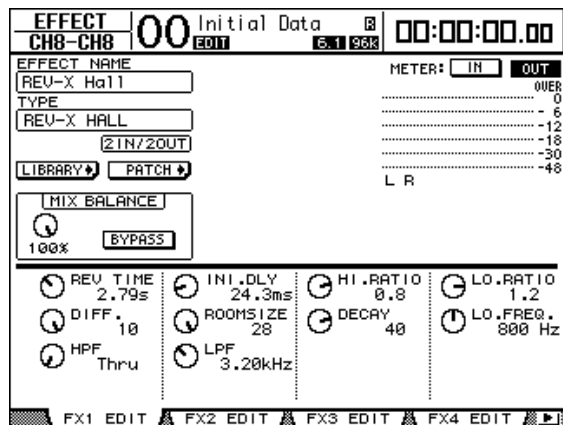 EFFECT
CH8-CH8
00 Initial Data R
EDIT 6.1 96k
00:00:00.00
EFFECT NAME
REV-X Hall
TYPE
REV-X HALL
2IN/2OUT
LIBRARY PATCH
METER: IN OUT
OVER
0
6
12
18
30
48
L R
MIX BALANCE
100% BYPASS
REV TIME 2.79s
INI.DLY 24.3ms
HI.RATIO 0.8
LO.RATIO 1.2
DIFF. 10
ROOMSIZE 28
DECAY 40
LO.FREQ. 800 Hz
HPF Thru
LPF 3.20kHz
FX1 EDIT FX2 EDIT FX3 EDIT FX4 EDIT